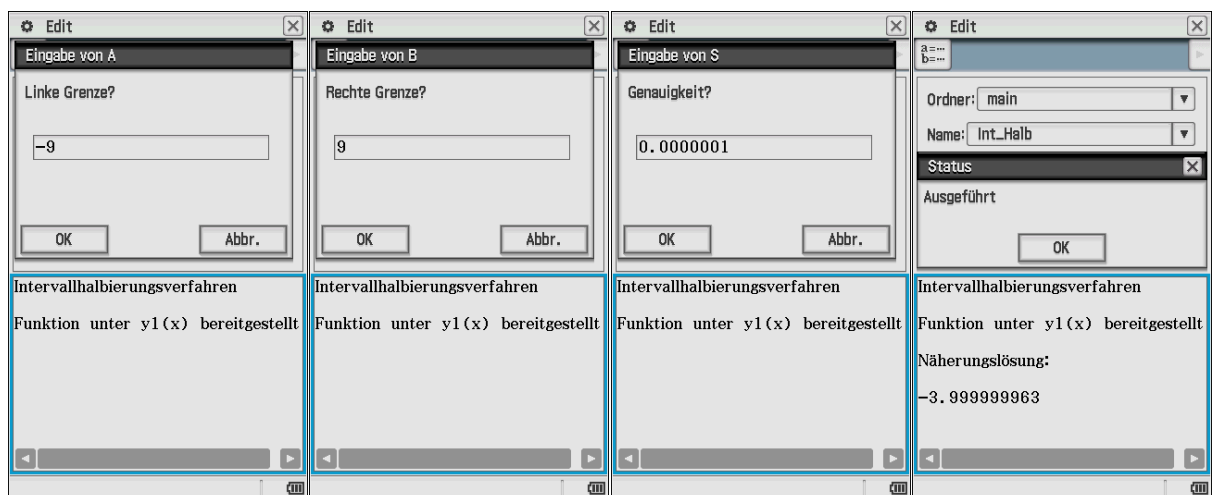 Edit
Eingabe von A
Linke Grenze?
-9
OK Abbr.
Intervallhalbierungsverfahren
Funktion unter y1(x) bereitgestellt
Edit
Eingabe von B
Rechte Grenze?
9
OK Abbr.
Intervallhalbierungsverfahren
Funktion unter y1(x) bereitgestellt
Edit
Eingabe von S
Genauigkeit?
0.0000001
OK Abbr.
Intervallhalbierungsverfahren
Funktion unter y1(x) bereitgestellt
Edit
a=…
b=…
Ordner: main
Name: Int_Halb
Status
Ausgeführt
OK
Intervallhalbierungsverfahren
Funktion unter y1(x) bereitgestellt
Näherungslösung:
-3.999999963